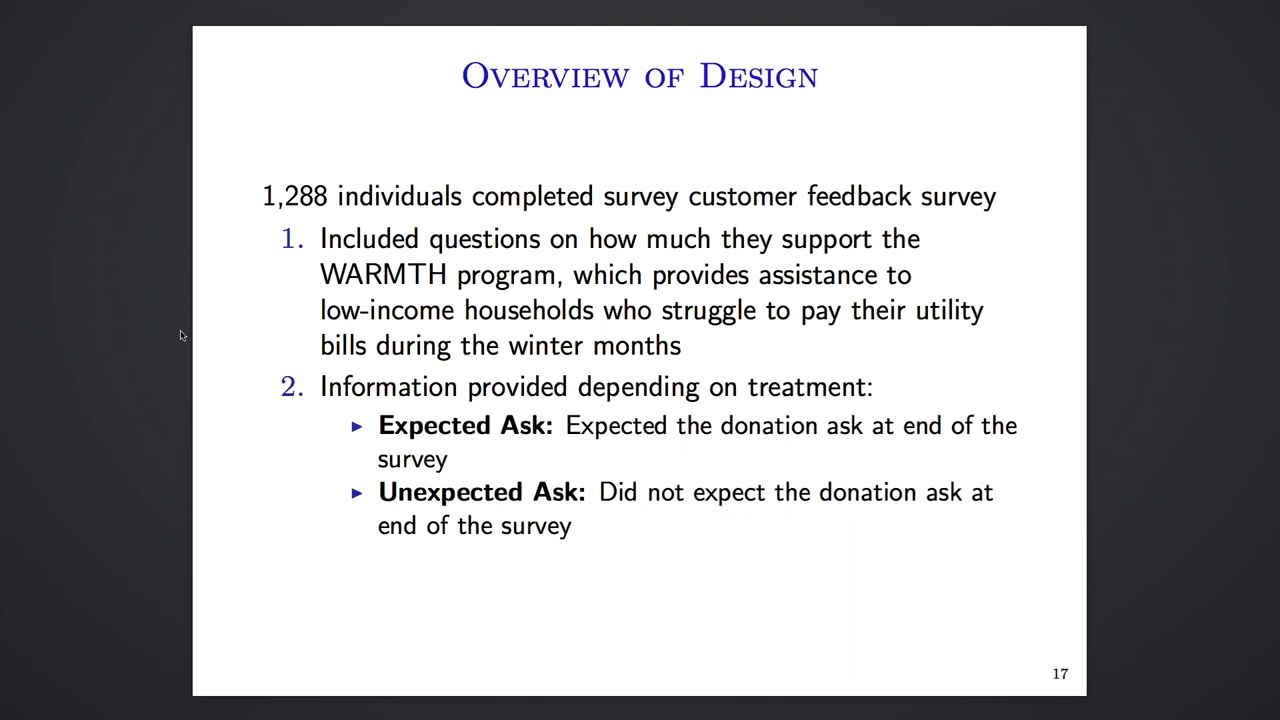 Overview of Design
1,288 individuals completed survey customer feedback survey
1. Included questions on how much they support the
WARMTH program, which provides assistance to
low-income households who struggle to pay their utility
bills during the winter months
2. Information provided depending on treatment:
▶ Expected Ask: Expected the donation ask at end of the
survey
▶ Unexpected Ask: Did not expect the donation ask at
end of the survey
17